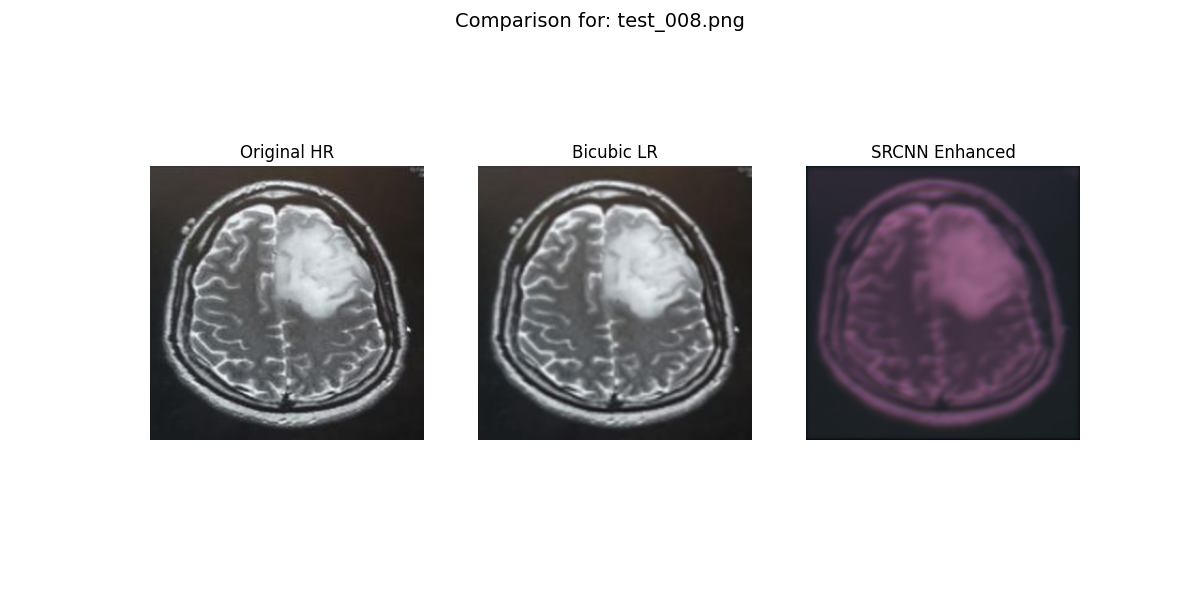 Comparison for: test_008.png
Original HR
Bicubic LR
SRCNN Enhanced